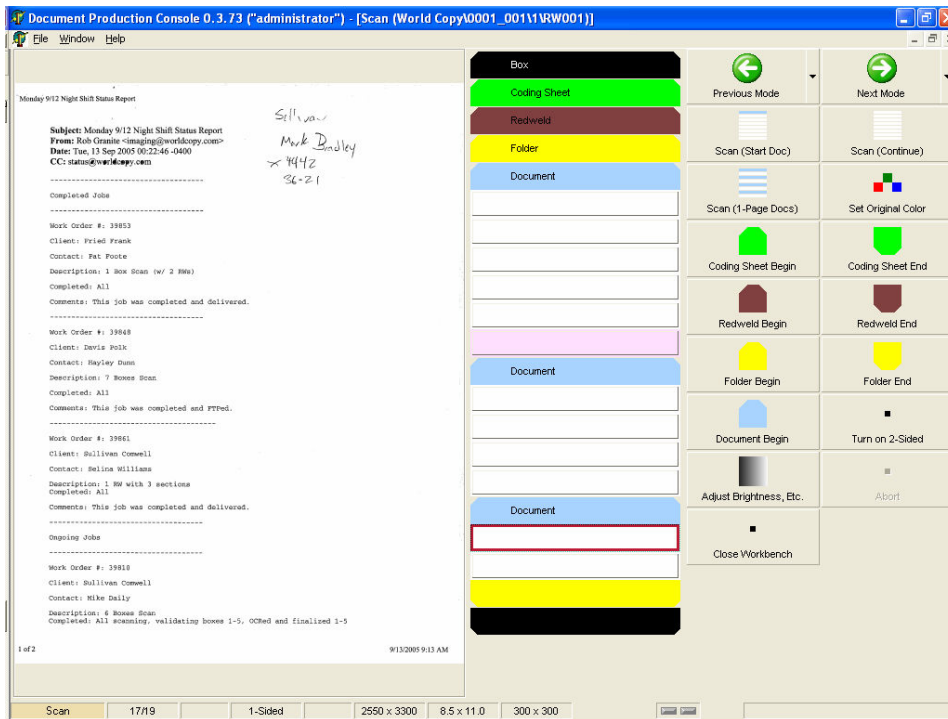 Document Production Console 0.3.73 ("administrator") - [Scan (World Copy\0001_001\1\RW001)]
File Window Help
Monday 9/12 Night Shift Status Report
Sullivan
Mark Bradley
x 4442
36-21
Subject: Monday 9/12 Night Shift Status Report
From: Rob Granite <imaging@worldcopy.com>
Date: Tue, 13 Sep 2005 00:22:46 -0400
CC: status@worldcopy.com
-----------------------------------
Completed Jobs
-----------------------------------
Work Order #: 39853
Client: Fried Frank
Contact: Pat Foote
Description: 1 Box Scan (w/ 2 RWs)
Completed: All
Comments: This job was completed and delivered.
-----------------------------------
Work Order #: 39848
Client: Davis Polk
Contact: Hayley Dunn
Description: 7 Boxes Scan
Completed: All
Comments: This job was completed and FTPed.
--------------------------------------
Work Order #: 39861
Client: Sullivan Comwell
Contact: Selina Williams
Description: 1 RW with 3 sections
Completed: All
Comments: This job was completed and delivered.
-----------------------------------
Ongoing Jobs
-----------------------------------
Work Order #: 39810
Client: Sullivan Comwell
Contact: Mike Daily
Description: 6 Boxes Scan
Completed: All scanning, validating boxes 1-5, OCRed and finalized 1-5
1 of 2
9/13/2005 9:13 AM
Box
Coding Sheet
Redweld
Folder
Document
Document
Document
Previous Mode
Next Mode
Scan (Start Doc)
Scan (Continue)
Scan (1-Page Docs)
Set Original Color
Coding Sheet Begin
Coding Sheet End
Redweld Begin
Redweld End
Folder Begin
Folder End
Document Begin
Turn on 2-Sided
Adjust Brightness, Etc.
Abort
Close Workbench
Scan
17/19
1-Sided
2550 x 3300
8.5 x 11.0
300 x 300